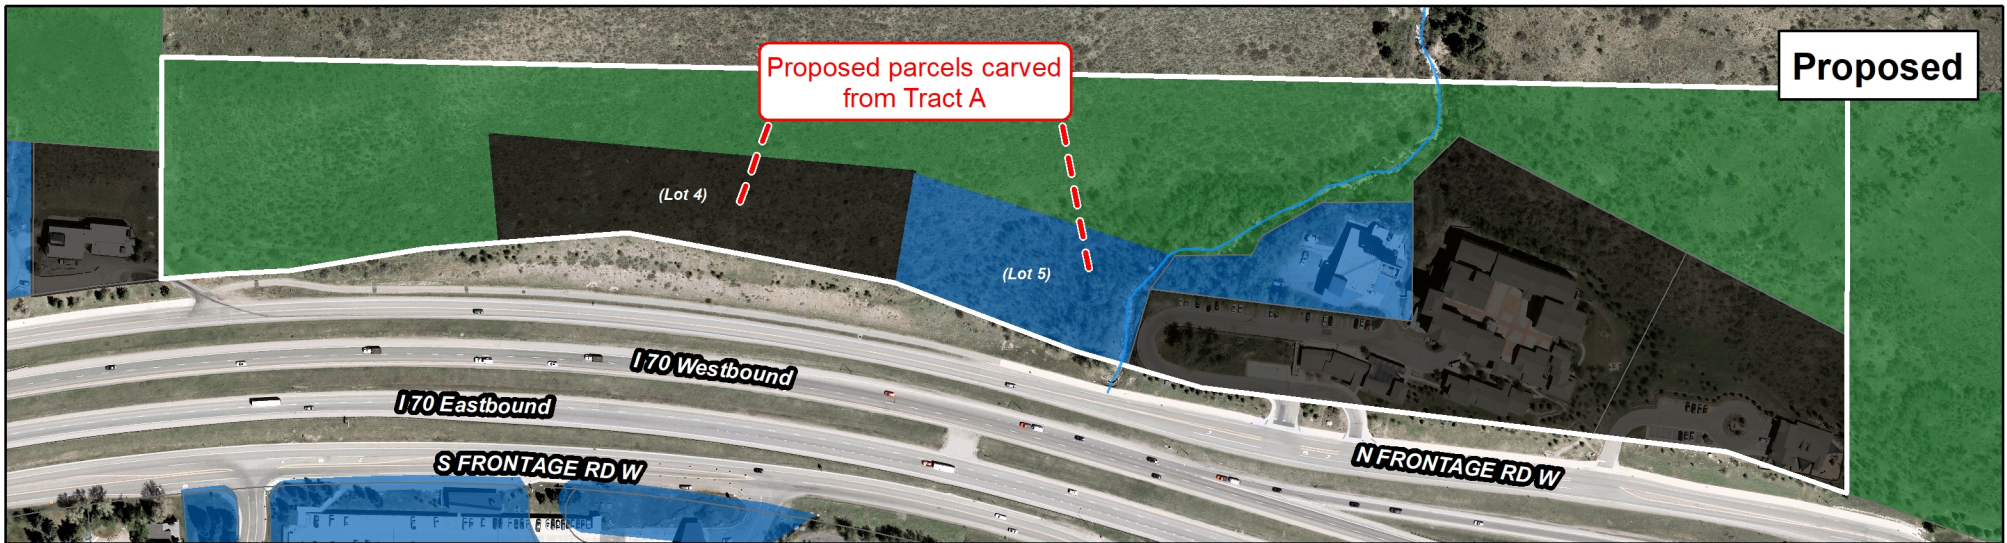 Proposed
Proposed parcels carved
from Tract A
(Lot 4)
(Lot 5)
I 70 Westbound
I 70 Eastbound
S FRONTAGE RD W
N FRONTAGE RD W